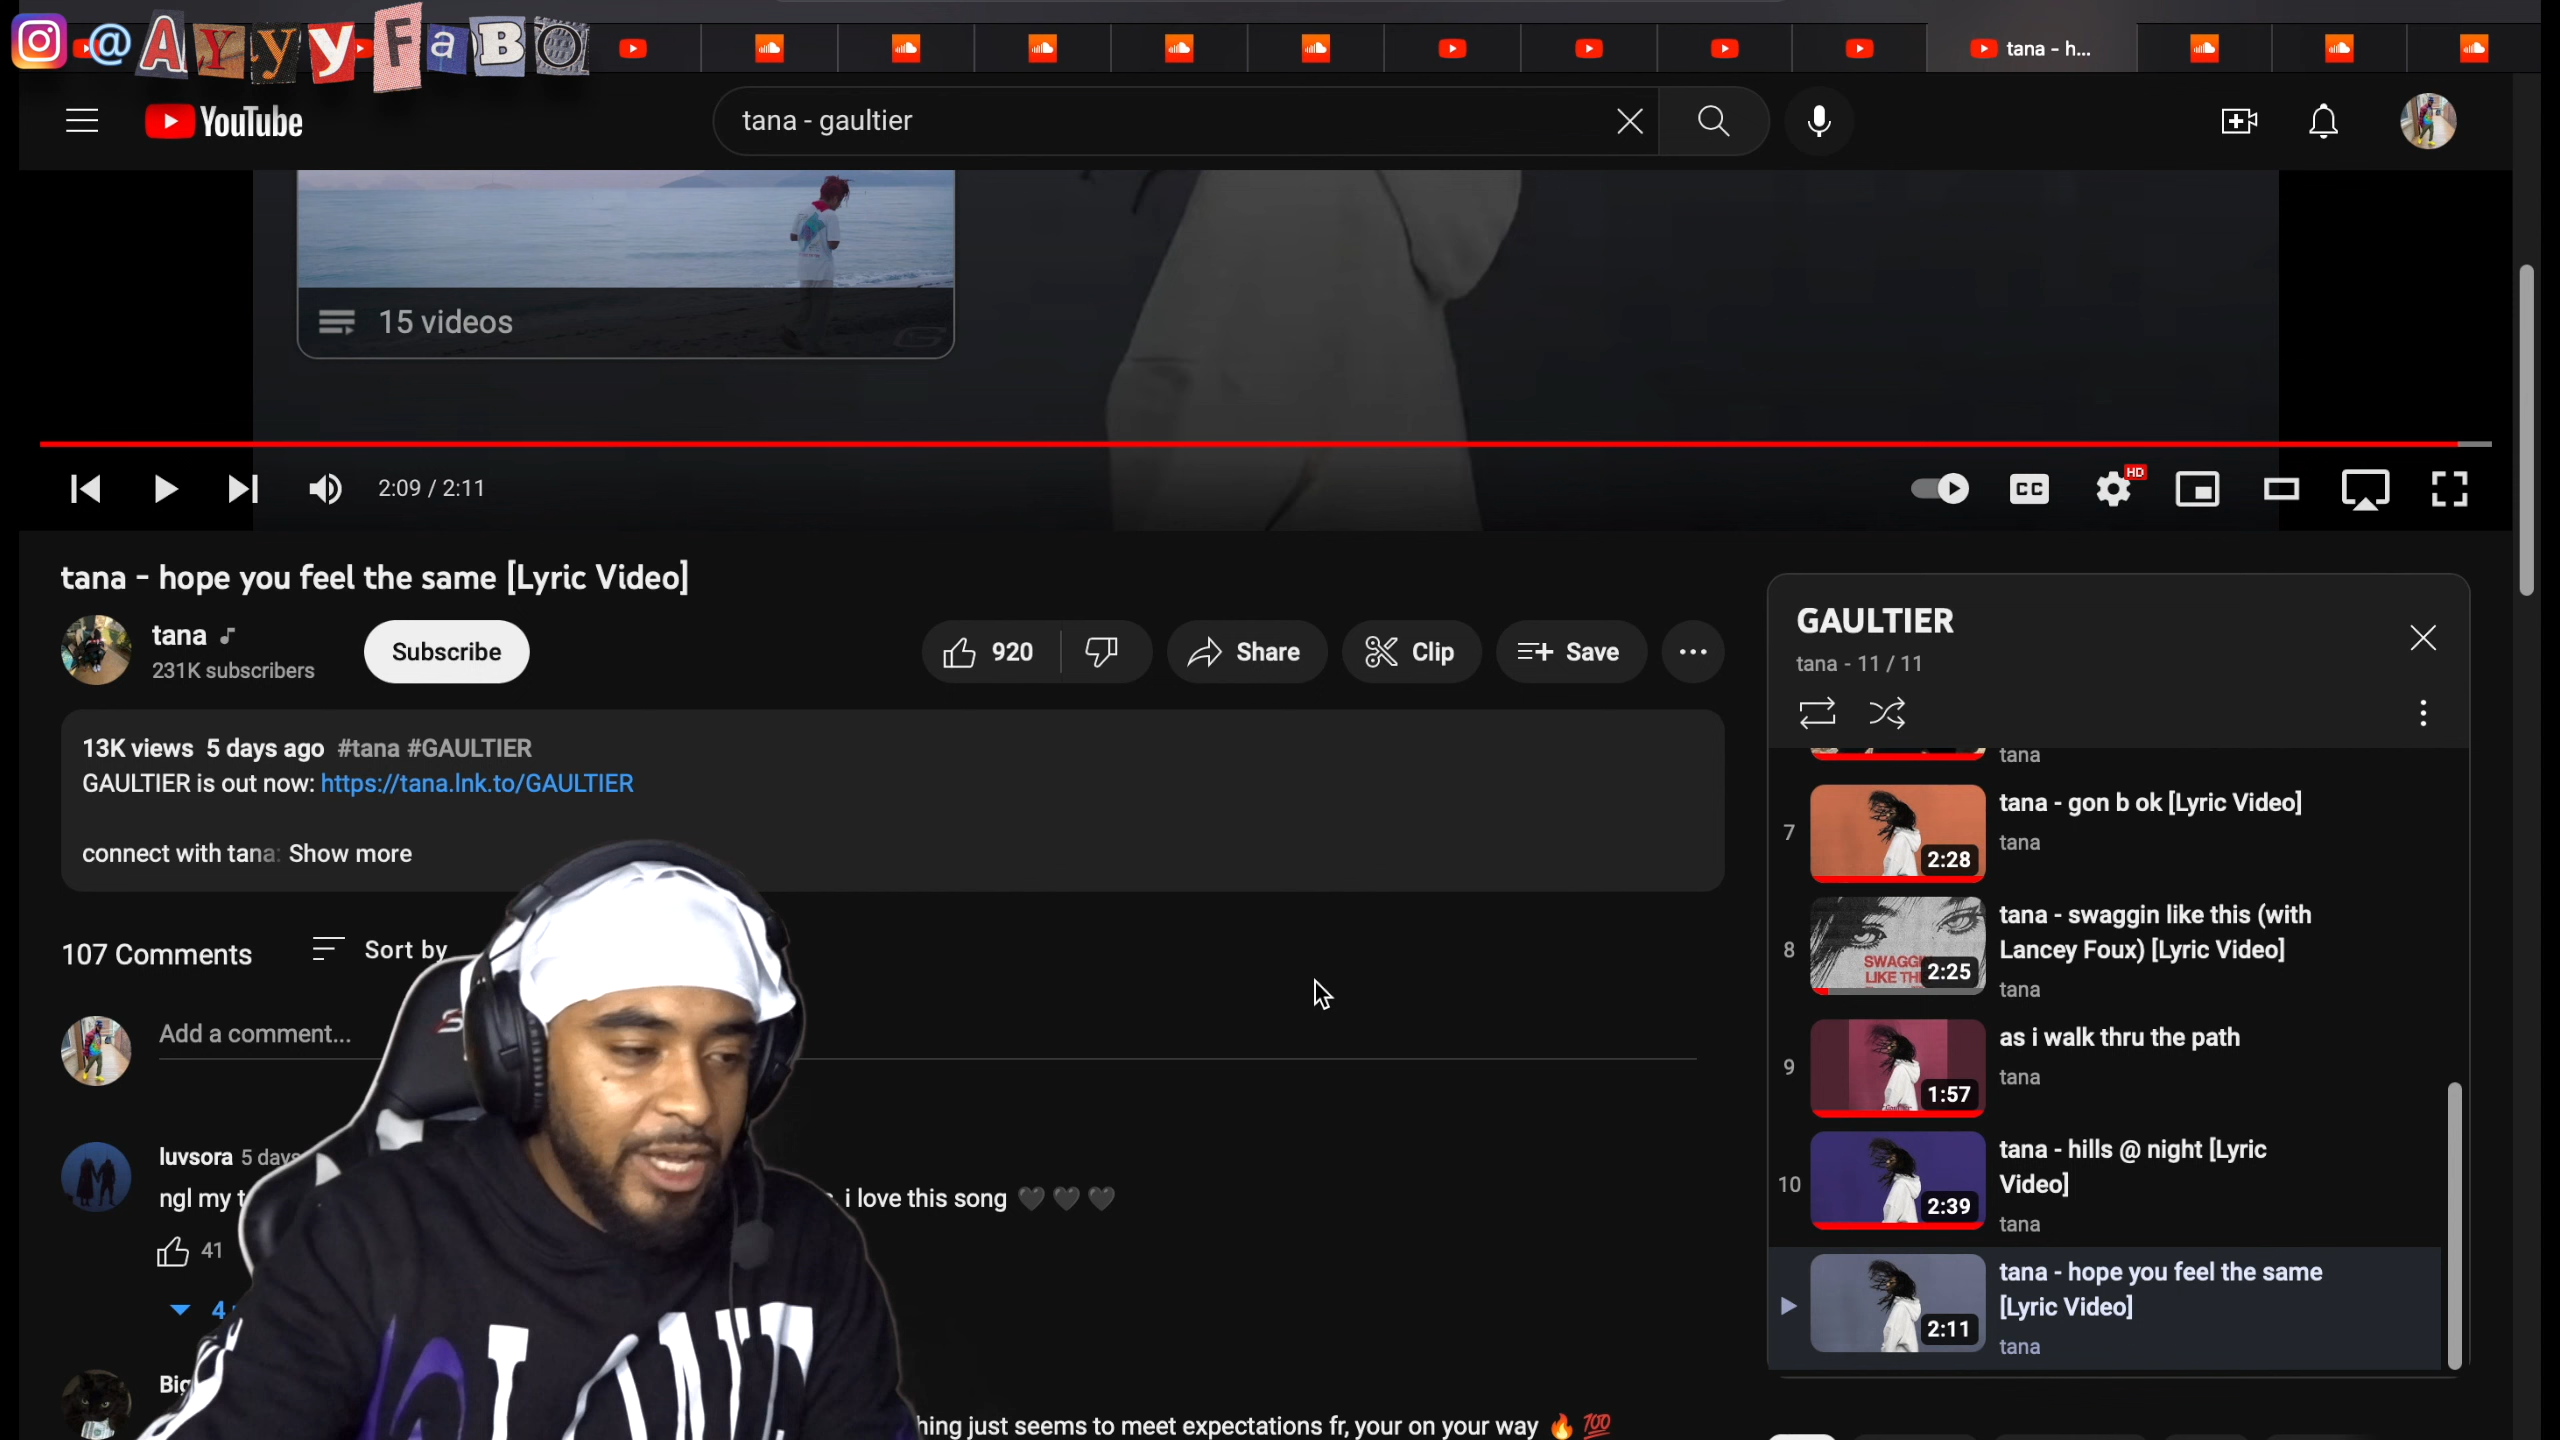 @AYyyFaBO
tana - h...
YouTube
tana - gaultier
15 videos
2:09 / 2:11
CC
HD
tana - hope you feel the same [Lyric Video]
tana
231K subscribers
Subscribe
920
Share
Clip
Save
13K views 5 days ago #tana #GAULTIER
GAULTIER is out now: https://tana.lnk.to/GAULTIER
connect with tana: Show more
107 Comments
Sort by
Add a comment...
luvsora 5 days
ngl my
i love this song 🖤 🖤 🖤
41
4
Big
just seems to meet expectations fr, your on your way 🔥 💯
GAULTIER
tana - 11 / 11
tana
7
2:28
tana - gon b ok [Lyric Video]
tana
8
SWAGG
LIKE TH
2:25
tana - swaggin like this (with
Lancey Foux) [Lyric Video]
tana
9
1:57
as i walk thru the path
tana
10
2:39
tana - hills @ night [Lyric
Video]
tana
2:11
tana - hope you feel the same
[Lyric Video]
tana